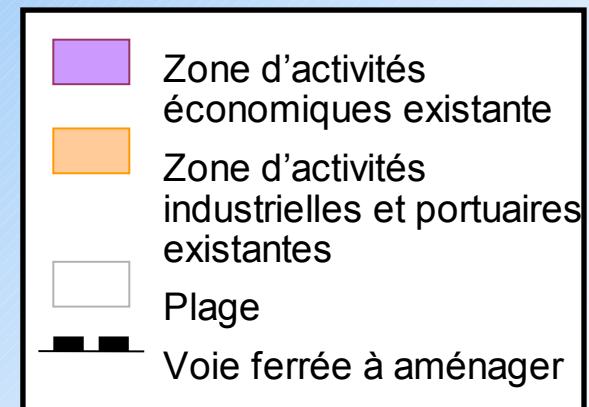 Zone d'activités
économiques existante
Zone d'activités
industrielles et portuaires
existantes
Plage
Voie ferrée à aménager